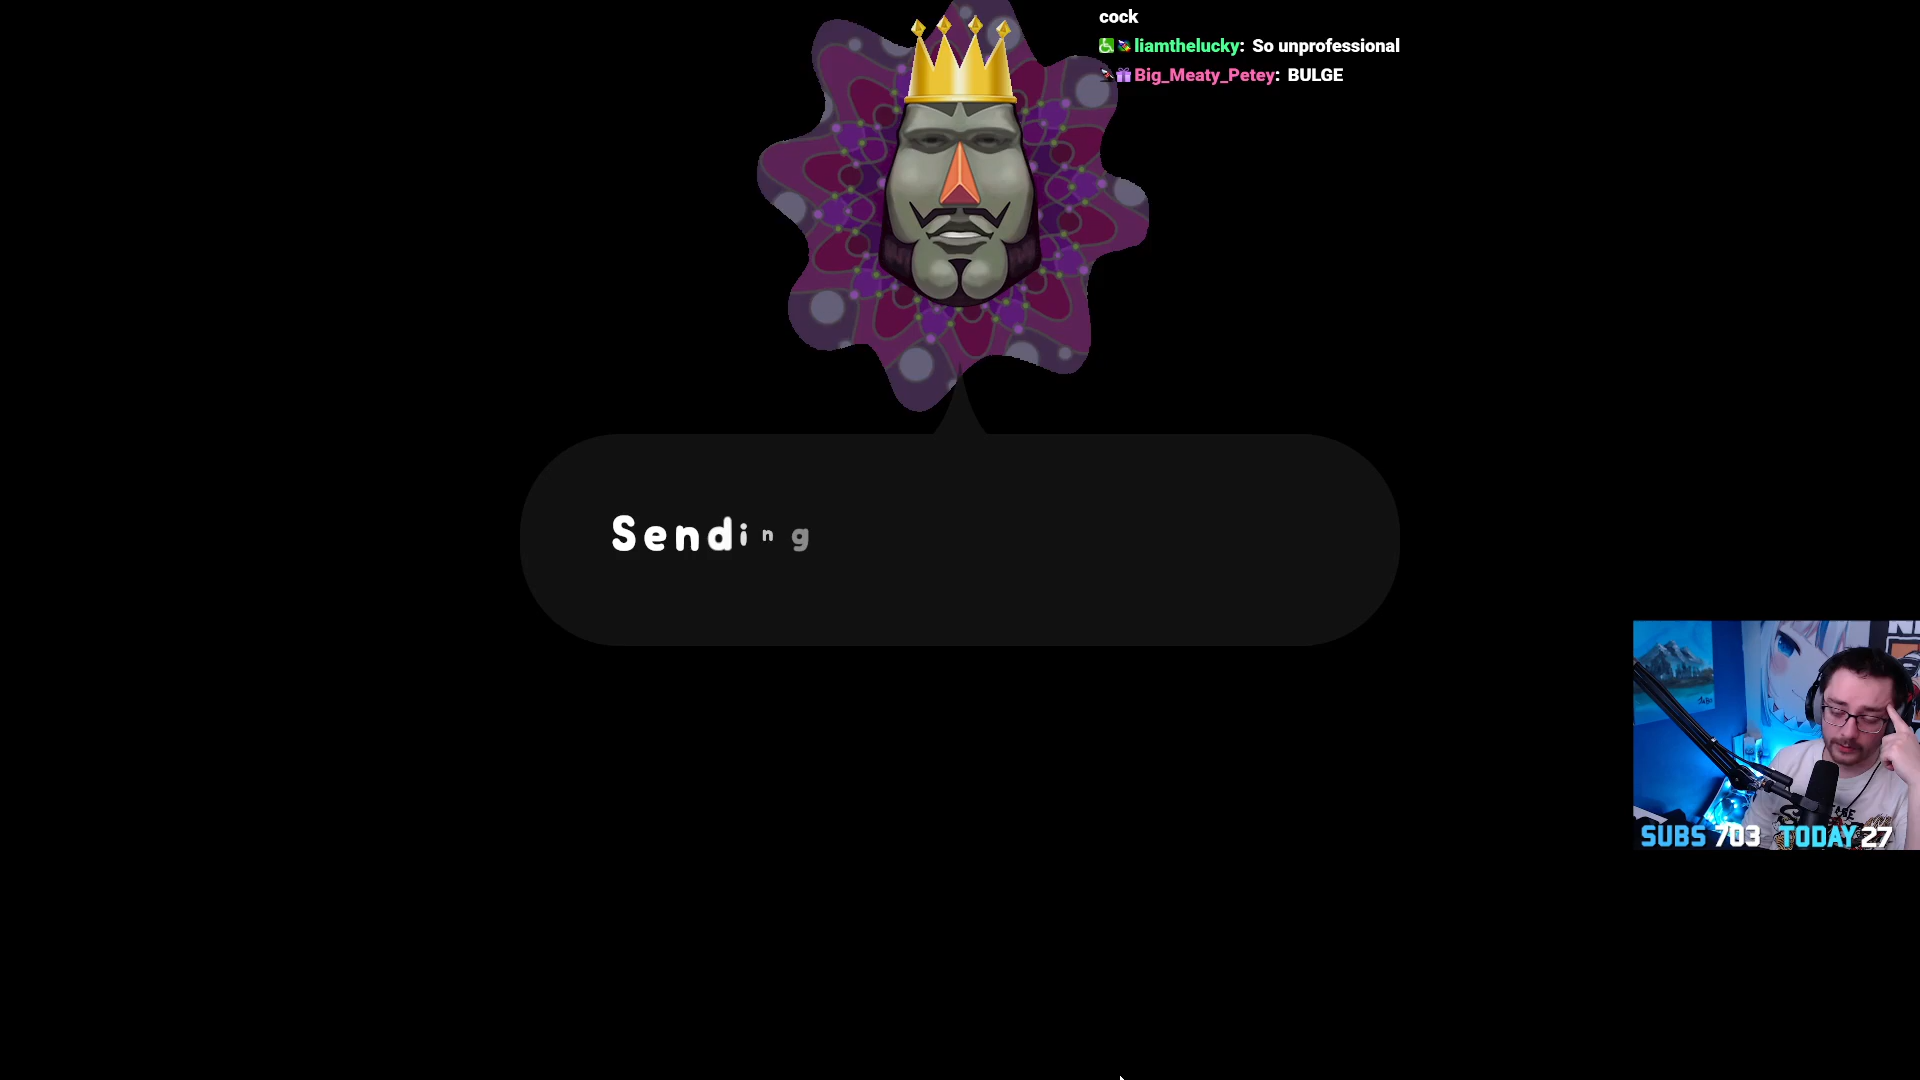 cock
liamthelucky: So unprofessional
Big_Meaty_Petey: BULGE
Sending
SUBS 703 TODAY 27